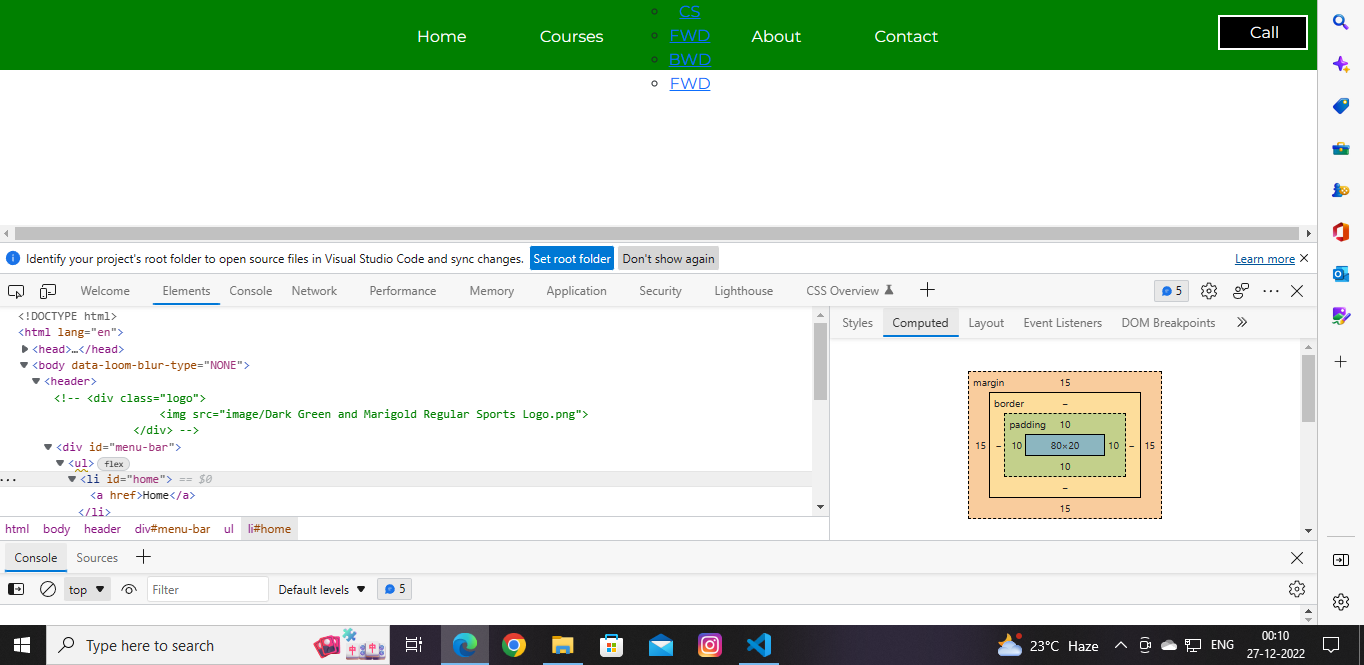 CS
Home Courses FWD About Contact Call
BWD
FWD
Identify your project's root folder to open source files in Visual Studio Code and sync changes. Set root folder Don't show again Learn more
Welcome Elements Console Network Performance Memory Application Security Lighthouse CSS Overview 5
<!DOCTYPE html>
<html lang="en">
<head>…</head>
<body data-loom-blur-type="NONE">
<header>
<!-- <div class="logo">
<img src="image/Dark Green and Marigold Regular Sports Logo.png">
</div> -->
<div id="menu-bar">
<ul> flex
... <li id="home"> == $0
<a href>Home</a>
</li>
html body header div#menu-bar ul li#home
Styles Computed Layout Event Listeners DOM Breakpoints
margin 15
border –
padding 10
15 – 10 80×20 10 – 15
10
–
15
Console Sources
top Filter Default levels 5
Type here to search 23°C Haze ENG 00:10
27-12-2022